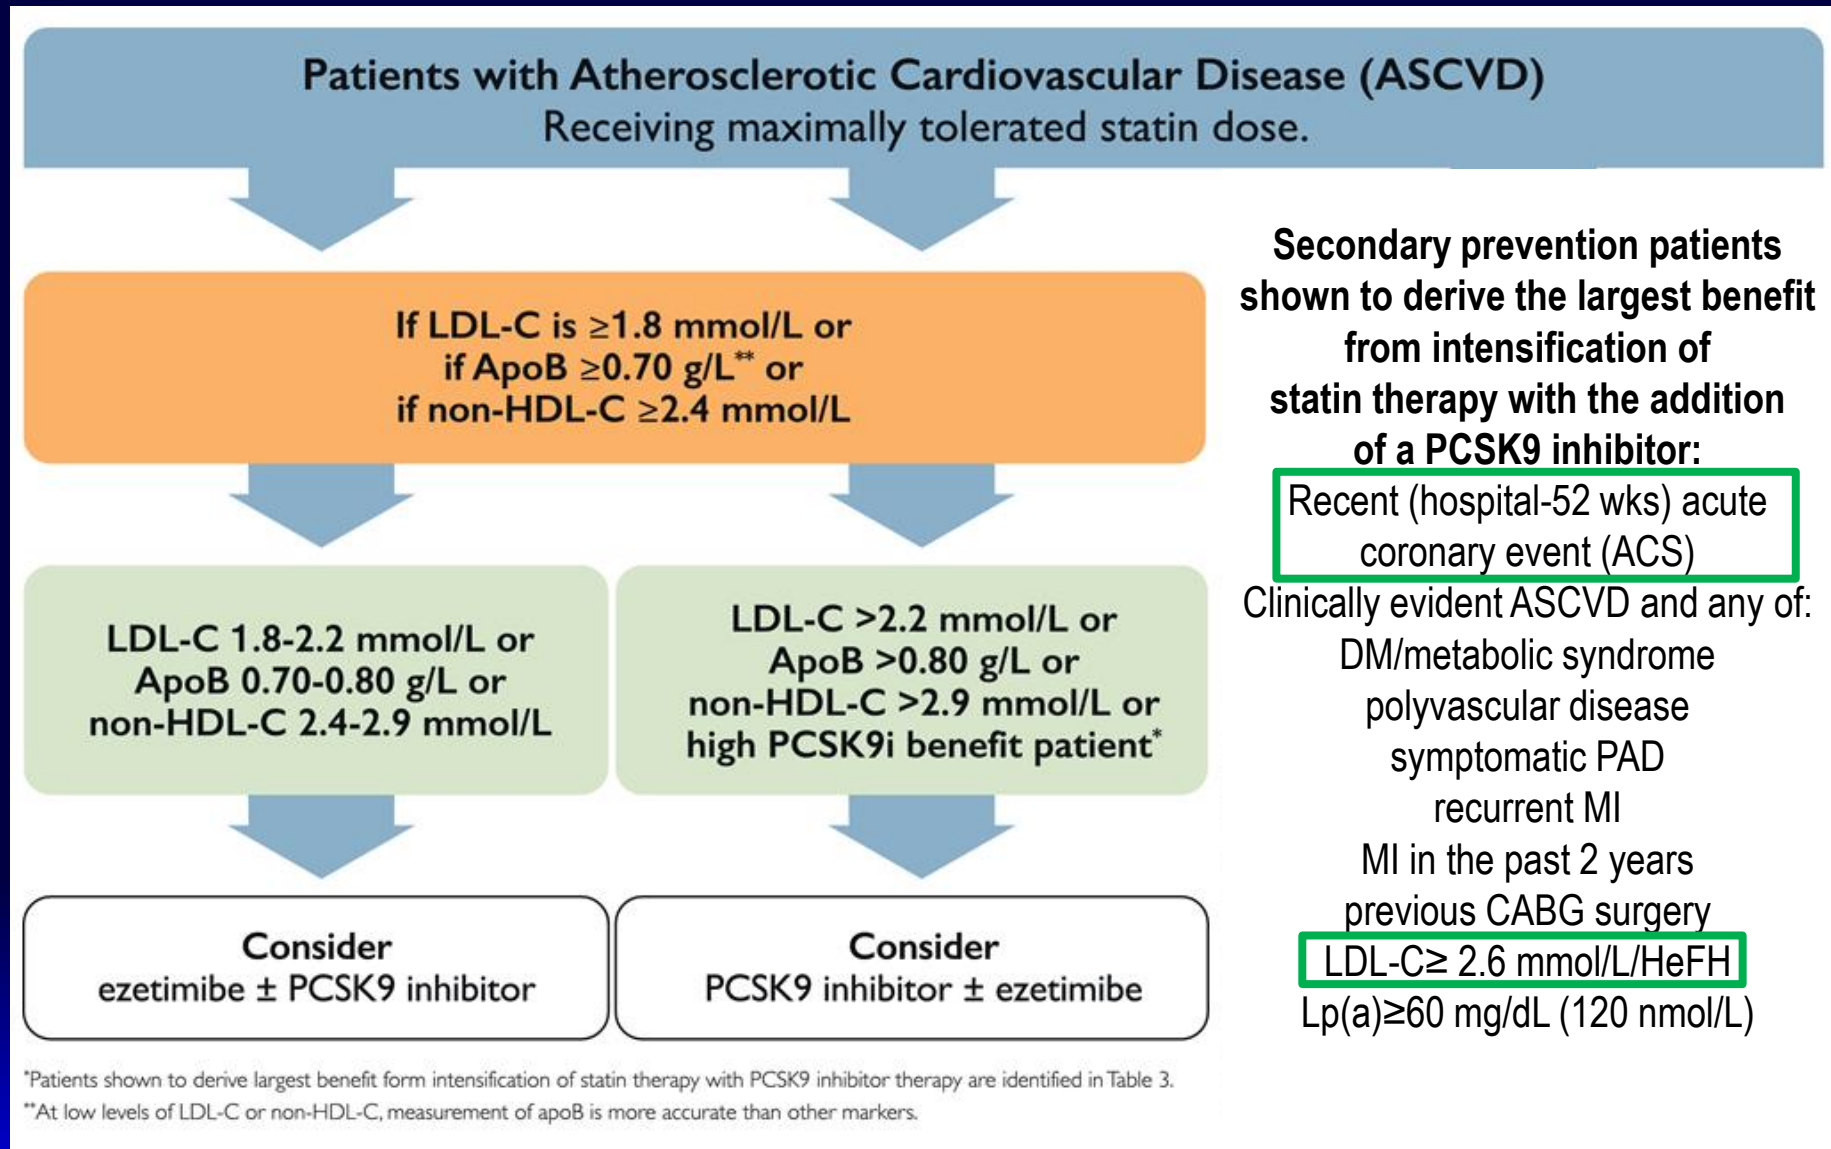 Patients with Atherosclerotic Cardiovascular Disease (ASCVD)
Receiving maximally tolerated statin dose.
If LDL-C is ≥1.8 mmol/L or
if ApoB ≥0.70 g/L** or
if non-HDL-C ≥2.4 mmol/L
LDL-C 1.8-2.2 mmol/L or
ApoB 0.70-0.80 g/L or
non-HDL-C 2.4-2.9 mmol/L
LDL-C >2.2 mmol/L or
ApoB >0.80 g/L or
non-HDL-C >2.9 mmol/L or
high PCSK9i benefit patient*
Consider
ezetimibe ± PCSK9 inhibitor
Consider
PCSK9 inhibitor ± ezetimibe
Secondary prevention patients
shown to derive the largest benefit
from intensification of
statin therapy with the addition
of a PCSK9 inhibitor:
Recent (hospital-52 wks) acute
coronary event (ACS)
Clinically evident ASCVD and any of:
DM/metabolic syndrome
polyvascular disease
symptomatic PAD
recurrent MI
MI in the past 2 years
previous CABG surgery
LDL-C≥ 2.6 mmol/L/HeFH
Lp(a)≥60 mg/dL (120 nmol/L)
*Patients shown to derive largest benefit form intensification of statin therapy with PCSK9 inhibitor therapy are identified in Table 3.
**At low levels of LDL-C or non-HDL-C, measurement of apoB is more accurate than other markers.